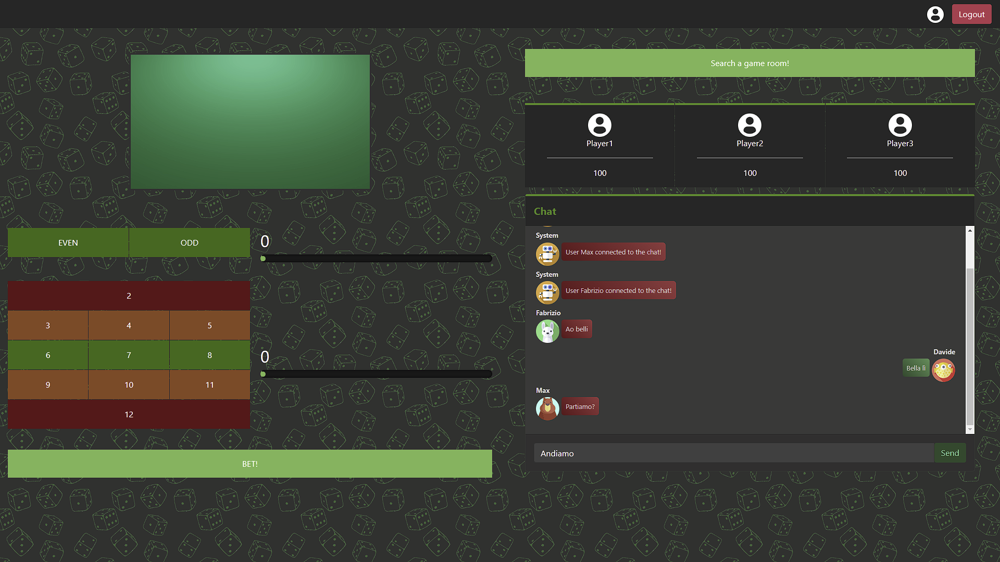 Logout
Search a game room!
Player1
Player2
Player3
100
100
100
EVEN
ODD
0
2
3
4
5
6
7
8
9
10
11
12
0
BET!
Chat
System
User Max connected to the chat!
System
User Fabrizio connected to the chat!
Fabrizio
Ao belli
Davide
Bella lì
Max
Partiamo?
Andiamo
Send